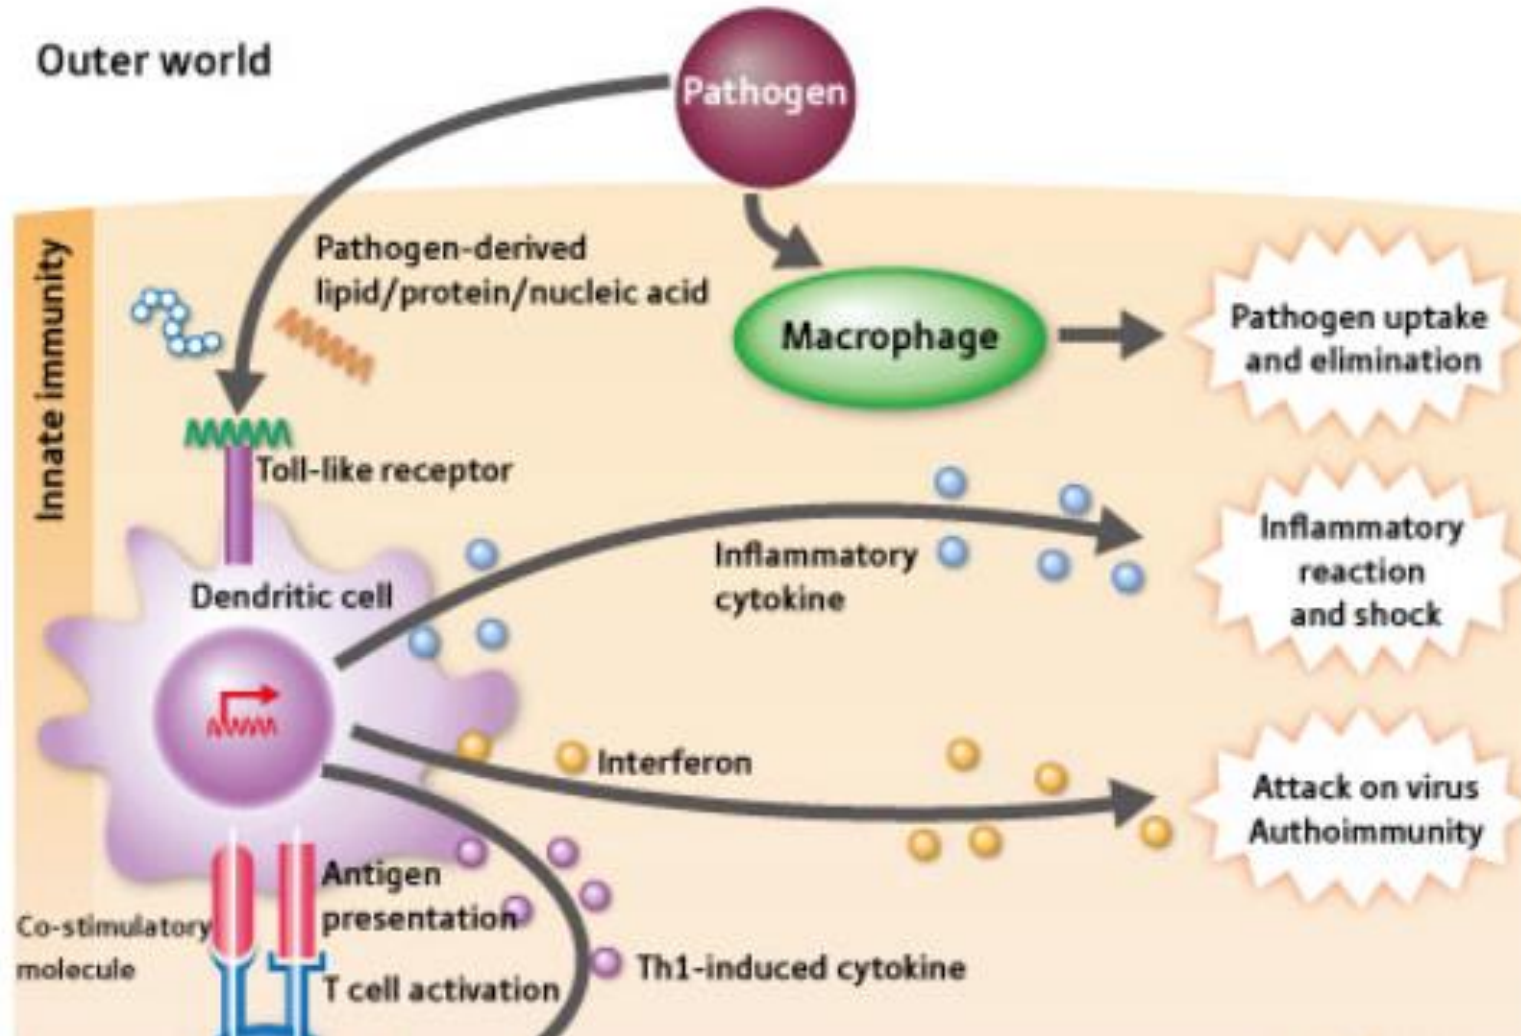 Outer world
Pathogen
Innate immunity
Pathogen-derived
lipid/protein/nucleic acid
Macrophage
Pathogen uptake
and elimination
Toll-like receptor
Dendritic cell
Inflammatory
cytokine
Inflammatory
reaction
and shock
Interferon
Attack on virus
Authoimmunity
Antigen
presentation
Co-stimulatory
molecule
T cell activation
Th1-induced cytokine